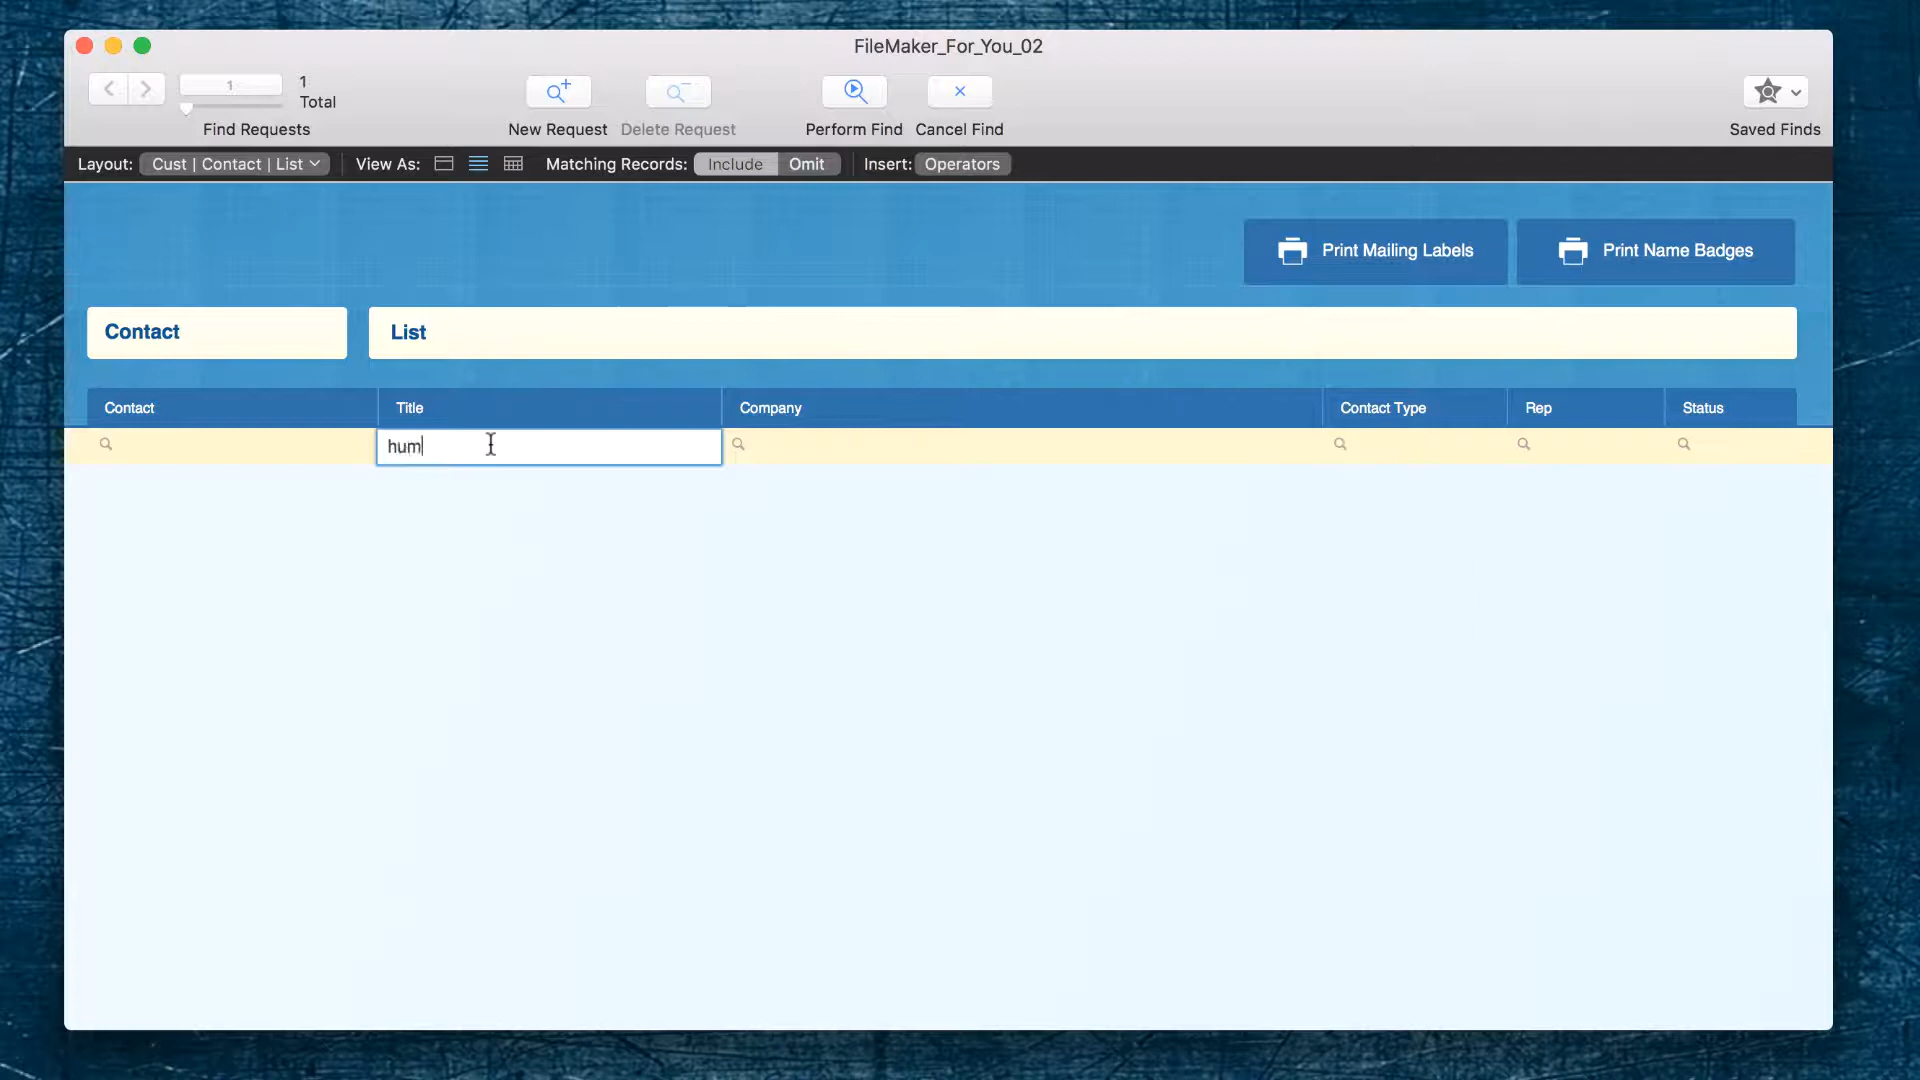 FileMaker_For_You_02
1
1
Total
Find Requests
New Request
Delete Request
Perform Find
Cancel Find
Saved Finds
Layout: Cust | Contact | List
View As:
Matching Records: Include Omit
Insert: Operators
Print Mailing Labels
Print Name Badges
Contact
List
Contact
Title
Company
Contact Type
Rep
Status
hum